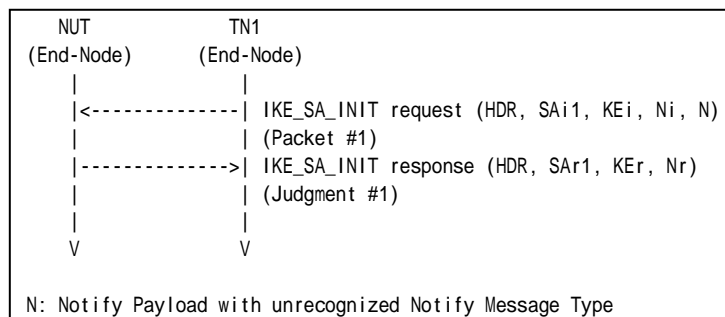 NUT TN1
(End-Node) (End-Node)
| |
|<--------------| IKE_SA_INIT request (HDR, SAi1, KEi, Ni, N)
| | (Packet #1)
|-------------->| IKE_SA_INIT response (HDR, SAr1, KEr, Nr)
| | (Judgment #1)
| |
V V
N: Notify Payload with unrecognized Notify Message Type